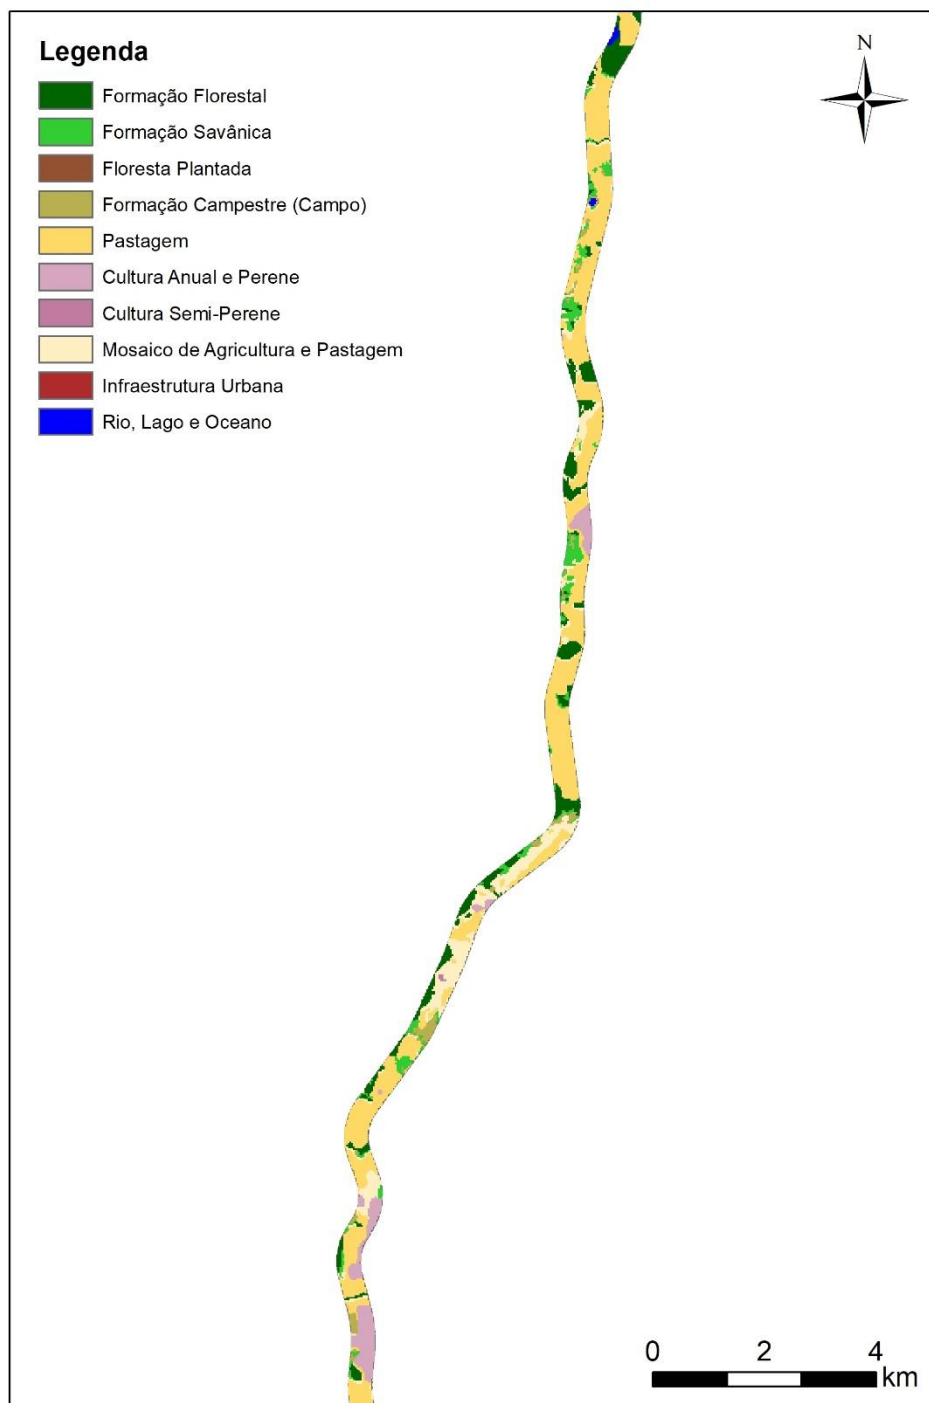 Legenda
Formação Florestal
Formação Savânica
Floresta Plantada
Formação Campestre (Campo)
Pastagem
Cultura Anual e Perene
Cultura Semi-Perene
Mosaico de Agricultura e Pastagem
Infraestrutura Urbana
Rio, Lago e Oceano
N
0 2 4
km